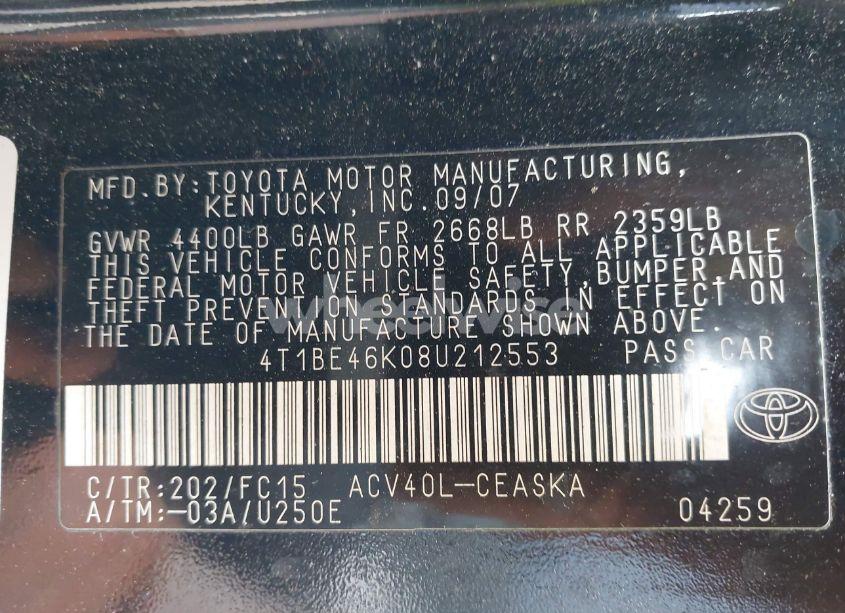 MFD.BY:TOYOTA MOTOR MANUFACTURING,
KENTUCKY,INC.09/07
GVWR 4400LB GAWR FR 2668LB RR 2359LB
THIS VEHICLE CONFORMS TO ALL APPLICABLE
FEDERAL MOTOR VEHICLE SAFETY,BUMPER,AND
THEFT PREVENTION STANDARDS IN EFFECT ON
THE DATE OF MANUFACTURE SHOWN ABOVE.
wheelwise
4T1BE46K08U212553 PASS CAR
C/TR:202/FC15 ACV40L-CEASKA
A/TM:-03A/U250E 04259